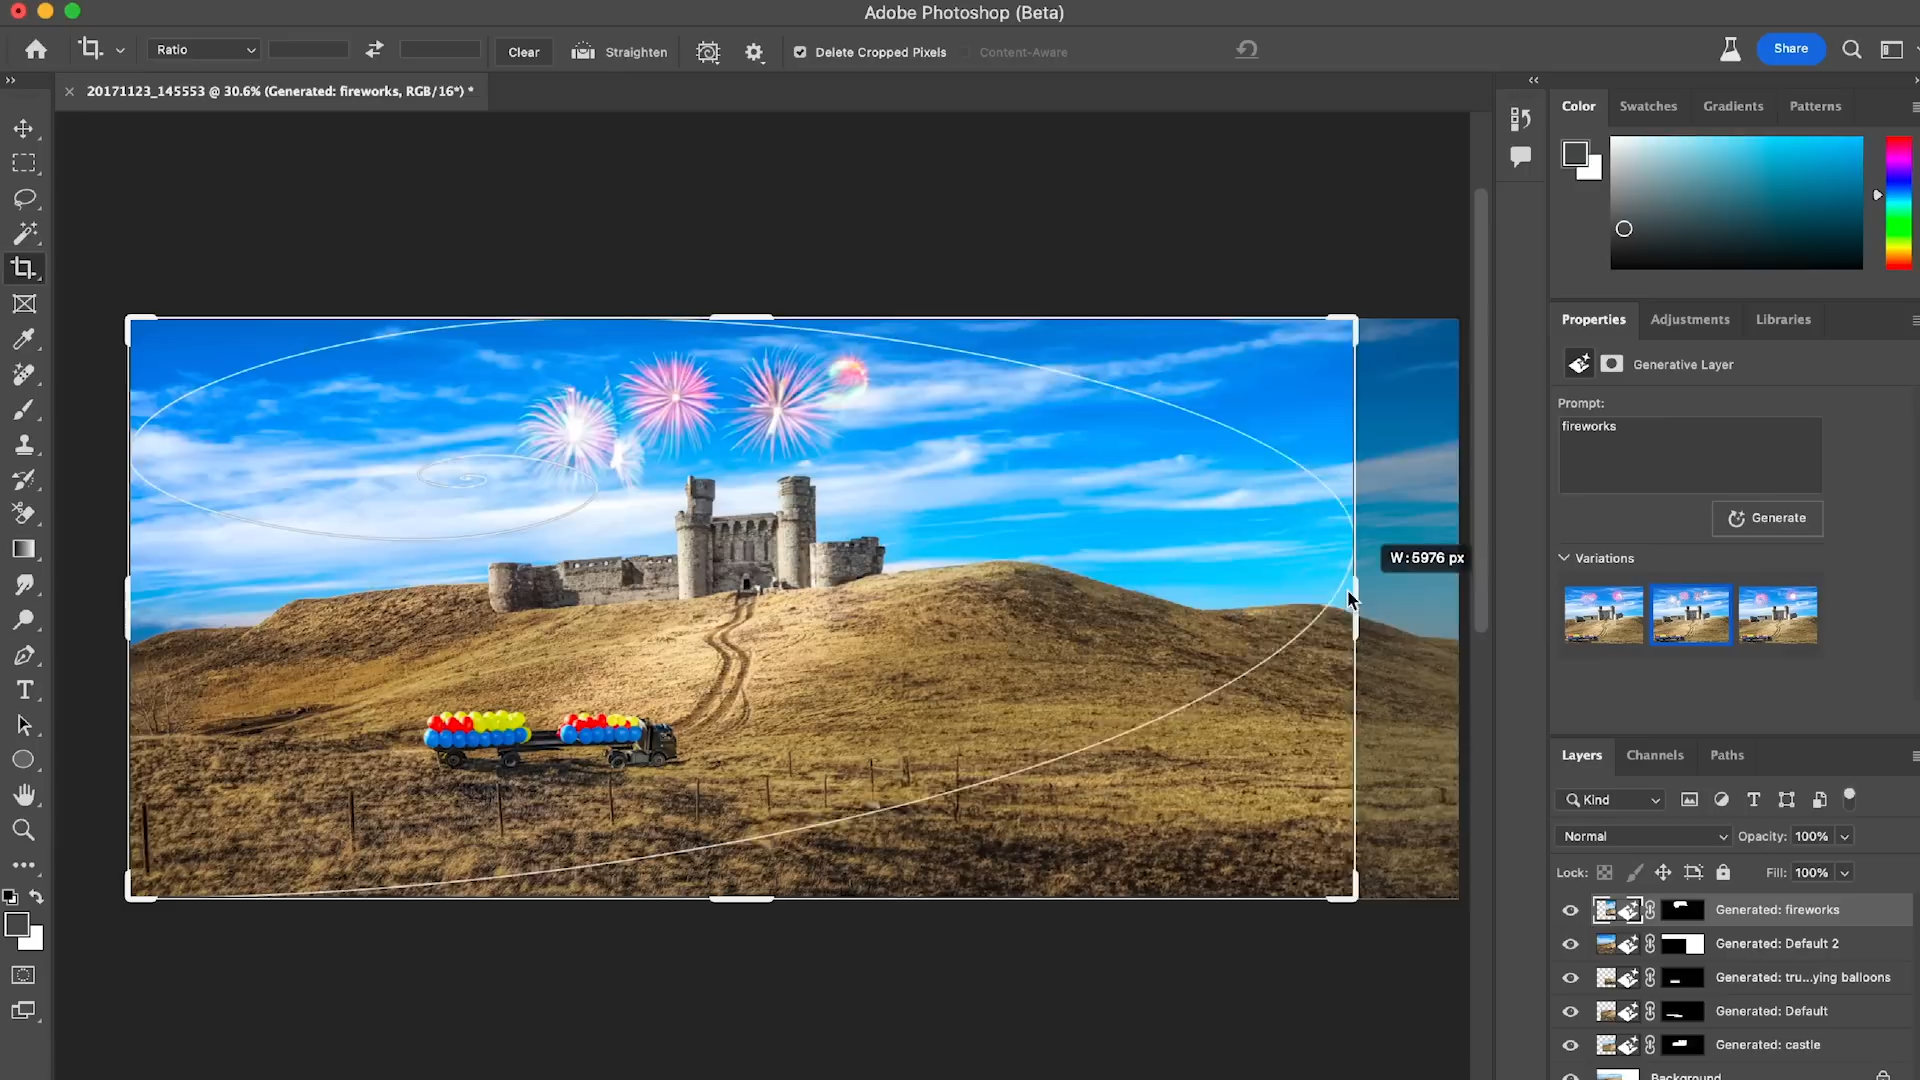 Adobe Photoshop (Beta)
Ratio
Clear
Straighten
Delete Cropped Pixels
Content-Aware
Share
20171123_145553 @ 30.6% (Generated: fireworks, RGB/16*) *
Color
Swatches
Gradients
Patterns
Properties
Adjustments
Libraries
Generative Layer
Prompt:
fireworks
Generate
W: 5976 px
Variations
Layers
Channels
Paths
Kind
Normal
Opacity: 100%
Lock:
Fill: 100%
Generated: fireworks
Generated: Default 2
Generated: tru...ying balloons
Generated: Default
Generated: castle
Background